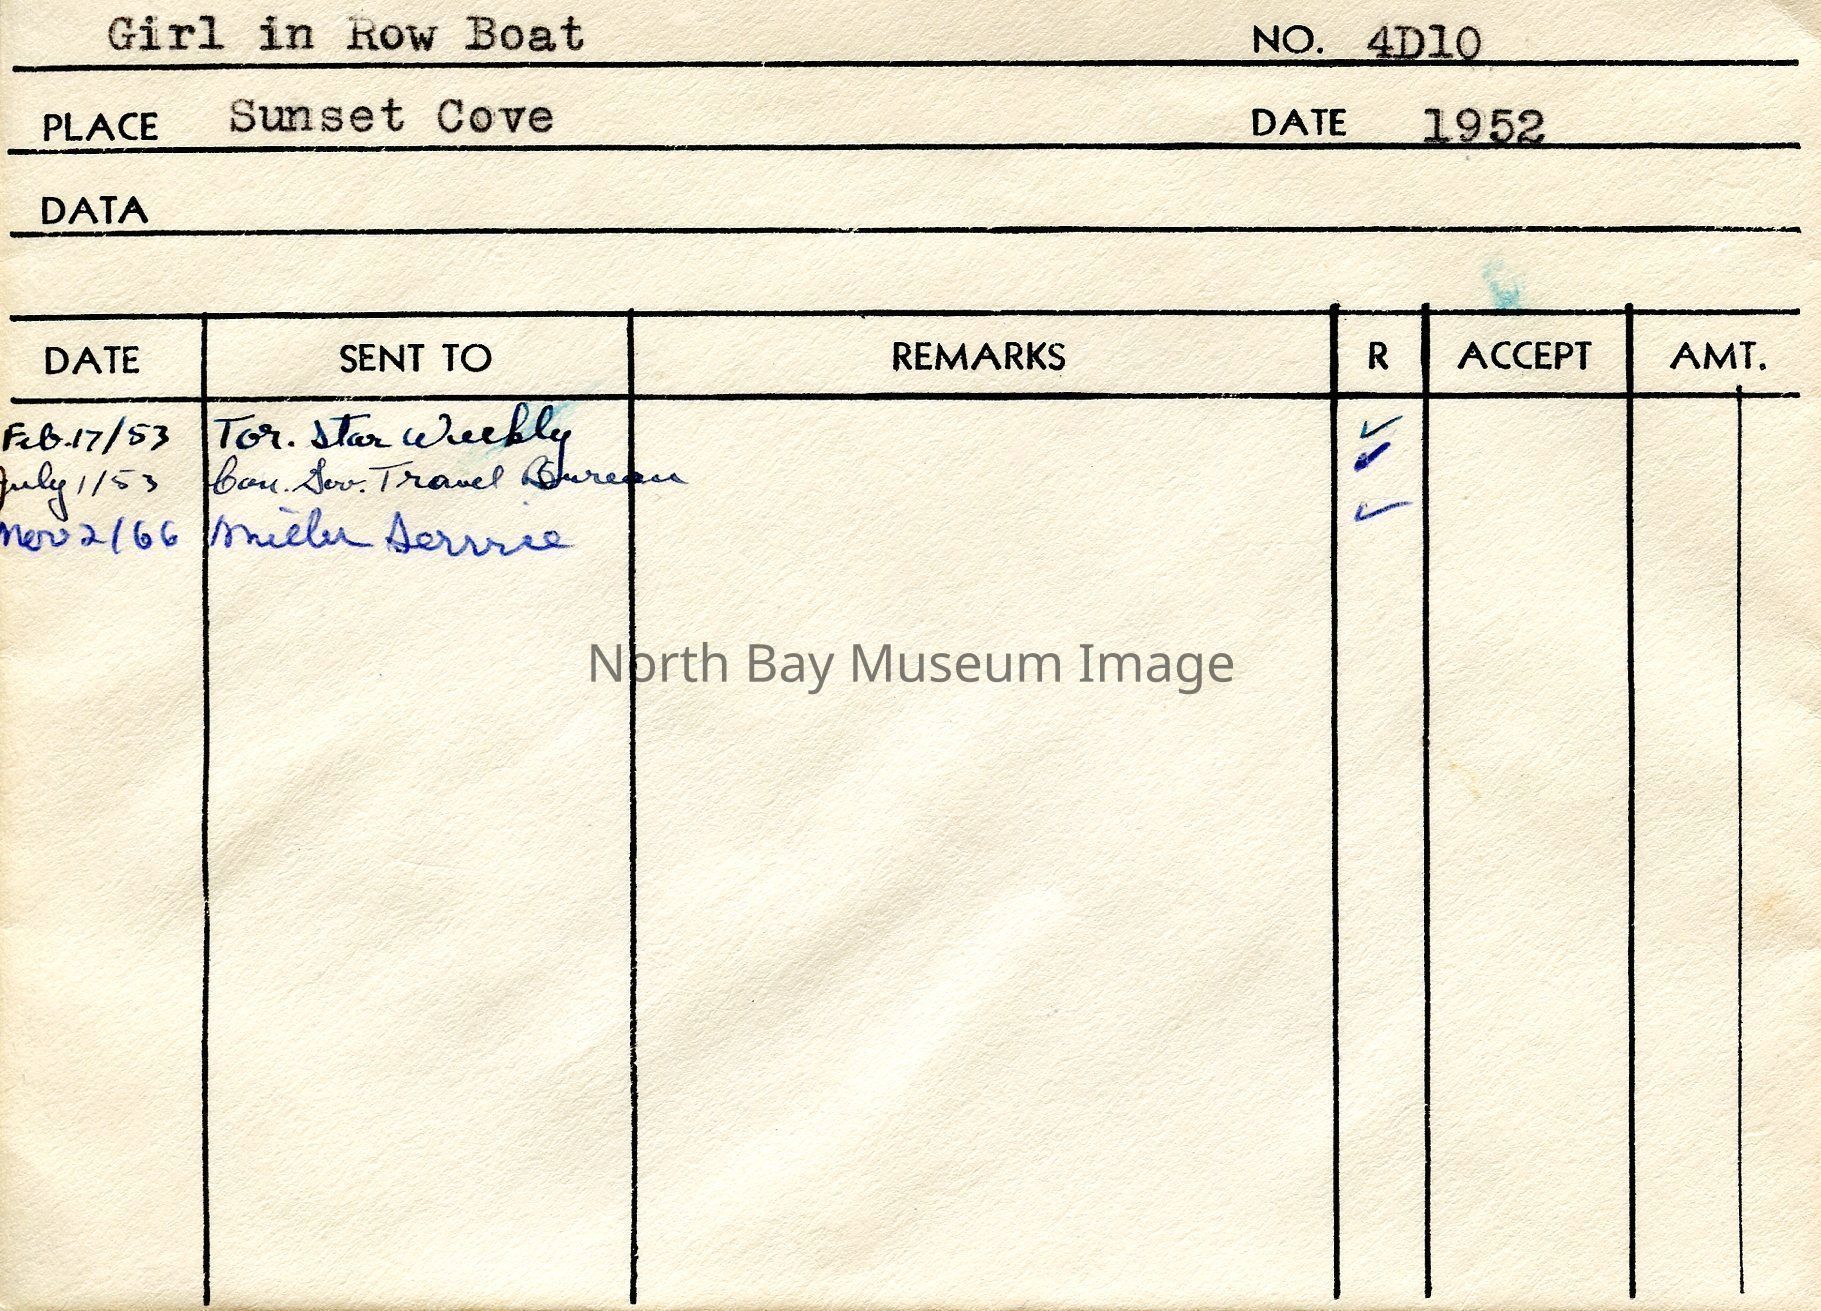 Girl in Row Boat NO. 4D10
PLACE Sunset Cove DATE 1952
DATA
DATE SENT TO REMARKS R ACCEPT AMT.
Feb.17/53 Tor. Star Weekly ✓
July 1/53 Can. Gov. Travel Bureau ✓
Nov 2/66 Miller Service ✓
North Bay Museum Image